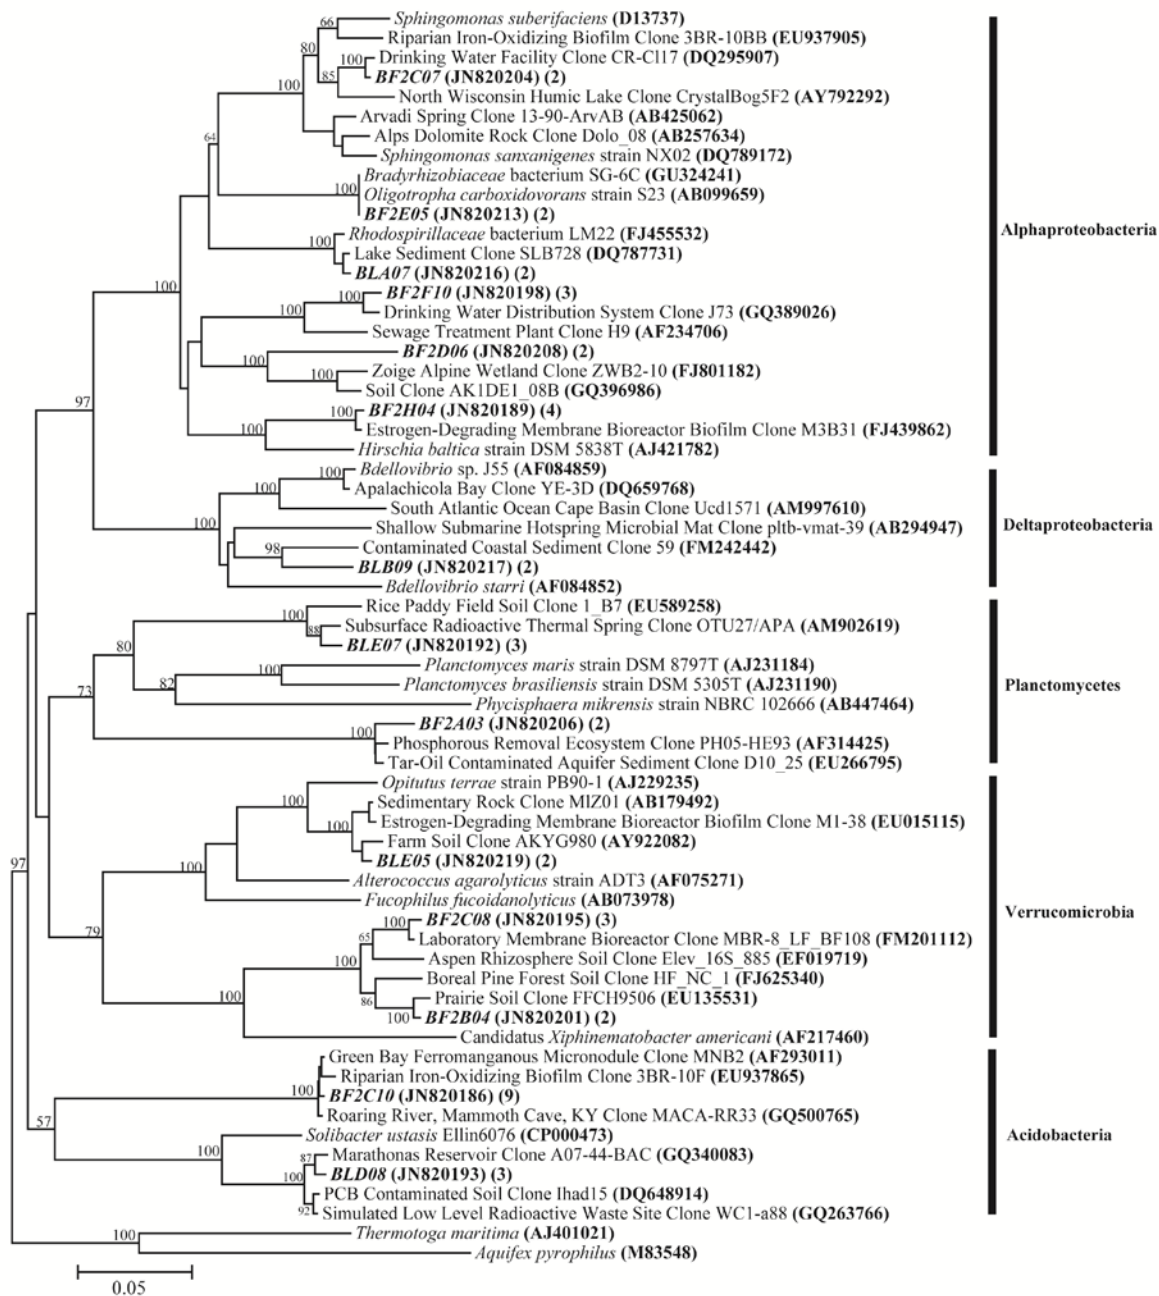 66 Sphingomonas suberifaciens (D13737)
Riparian Iron-Oxidizing Biofilm Clone 3BR-10BB (EU937905)
80
100 Drinking Water Facility Clone CR-Cl17 (DQ295907)
85 BF2C07 (JN820204) (2)
100
North Wisconsin Humic Lake Clone CrystalBog5F2 (AY792292)
Arvadi Spring Clone 13-90-ArvAB (AB425062)
64 Alps Dolomite Rock Clone Dolo_08 (AB257634)
Sphingomonas sanxanigenes strain NX02 (DQ789172)
Bradyrhizobiaceae bacterium SG-6C (GU324241)
100 Oligotropha carboxidovorans strain S23 (AB099659)
BF2E05 (JN820213) (2)
Alphaproteobacteria
Rhodospirillaceae bacterium LM22 (FJ455532)
100 Lake Sediment Clone SLB728 (DQ787731)
BLA07 (JN820216) (2)
100
100 BF2F10 (JN820198) (3)
100 Drinking Water Distribution System Clone J73 (GQ389026)
Sewage Treatment Plant Clone H9 (AF234706)
BF2D06 (JN820208) (2)
100
100 Zoige Alpine Wetland Clone ZWB2-10 (FJ801182)
Soil Clone AK1DE1_08B (GQ396986)
97
100 BF2H04 (JN820189) (4)
100 Estrogen-Degrading Membrane Bioreactor Biofilm Clone M3B31 (FJ439862)
Hirschia baltica strain DSM 5838T (AJ421782)
100 Bdellovibrio sp. J55 (AF084859)
100 Apalachicola Bay Clone YE-3D (DQ659768)
South Atlantic Ocean Cape Basin Clone Ucd1571 (AM997610)
100 Shallow Submarine Hotspring Microbial Mat Clone pltb-vmat-39 (AB294947)
Deltaproteobacteria
98 Contaminated Coastal Sediment Clone 59 (FM242442)
BLB09 (JN820217) (2)
Bdellovibrio starri (AF084852)
100 Rice Paddy Field Soil Clone 1_B7 (EU589258)
88 Subsurface Radioactive Thermal Spring Clone OTU27/APA (AM902619)
BLE07 (JN820192) (3)
80
100 Planctomyces maris strain DSM 8797T (AJ231184)
82 Planctomyces brasiliensis strain DSM 5305T (AJ231190)
Planctomycetes
73
Phycisphaera mikrensis strain NBRC 102666 (AB447464)
BF2A03 (JN820206) (2)
100 Phosphorous Removal Ecosystem Clone PH05-HE93 (AF314425)
Tar-Oil Contaminated Aquifer Sediment Clone D10_25 (EU266795)
Opitutus terrae strain PB90-1 (AJ229235)
100 Sedimentary Rock Clone MIZ01 (AB179492)
100 Estrogen-Degrading Membrane Bioreactor Biofilm Clone M1-38 (EU015115)
Farm Soil Clone AKYG980 (AY922082)
97
100 BLE05 (JN820219) (2)
Alterococcus agarolyticus strain ADT3 (AF075271)
Fucophilus fucoidanolyticus (AB073978)
Verrucomicrobia
79
100 BF2C08 (JN820195) (3)
65 Laboratory Membrane Bioreactor Clone MBR-8_LF_BF108 (FM201112)
100 Aspen Rhizosphere Soil Clone Elev_16S_885 (EF019719)
Boreal Pine Forest Soil Clone HF_NC_1 (FJ625340)
100 86 Prairie Soil Clone FFCH9506 (EU135531)
100 BF2B04 (JN820201) (2)
Candidatus Xiphinematobacter americani (AF217460)
Green Bay Ferromanganous Micronodule Clone MNB2 (AF293011)
Riparian Iron-Oxidizing Biofilm Clone 3BR-10F (EU937865)
100 BF2C10 (JN820186) (9)
Roaring River, Mammoth Cave, KY Clone MACA-RR33 (GQ500765)
57
Solibacter ustasis Ellin6076 (CP000473)
Acidobacteria
100 87 Marathonas Reservoir Clone A07-44-BAC (GQ340083)
100 BLD08 (JN820193) (3)
PCB Contaminated Soil Clone Ihad15 (DQ648914)
92 Simulated Low Level Radioactive Waste Site Clone WC1-a88 (GQ263766)
100 Thermotoga maritima (AJ401021)
Aquifex pyrophilus (M83548)
0.05